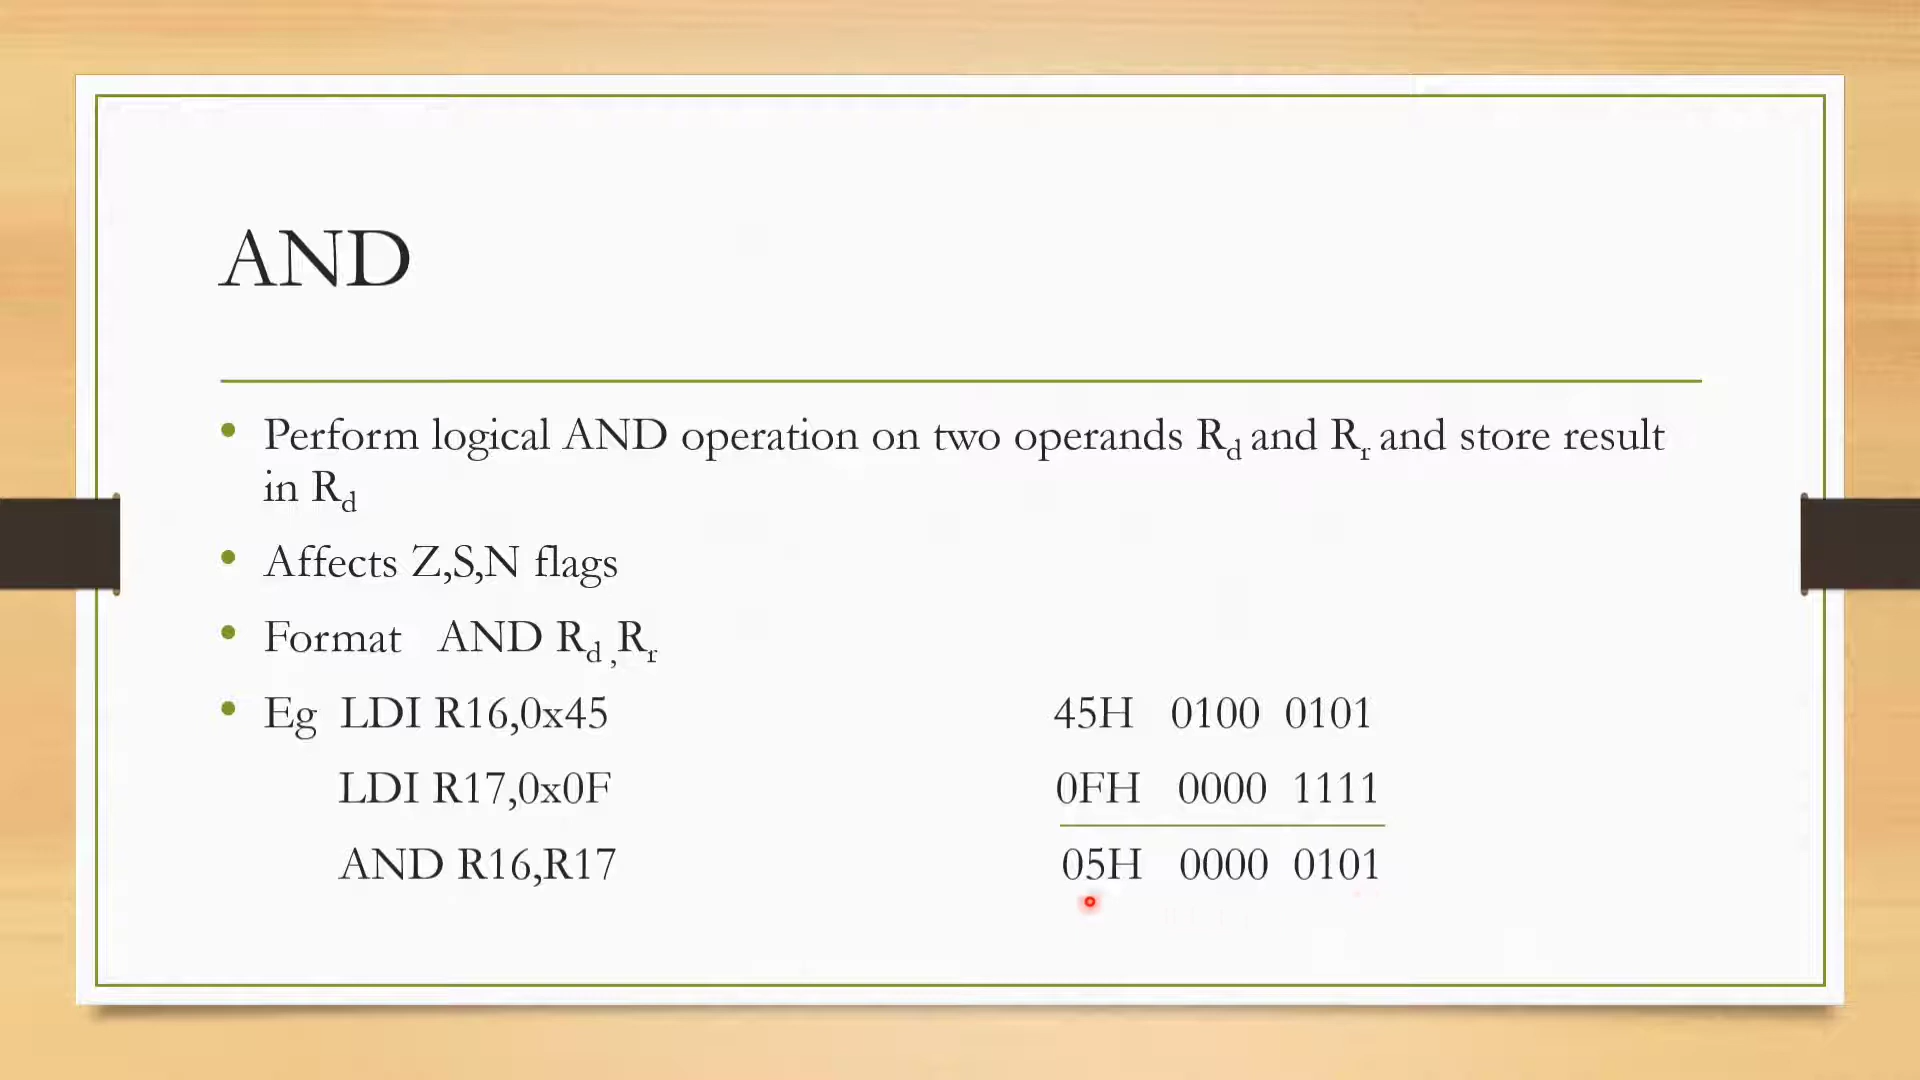 AND
• Perform logical AND operation on two operands Rd and Rr and store result
in Rd
• Affects Z,S,N flags
• Format AND Rd ,Rr
• Eg LDI R16,0x45 45H 0100 0101
LDI R17,0x0F 0FH 0000 1111
AND R16,R17 05H 0000 0101